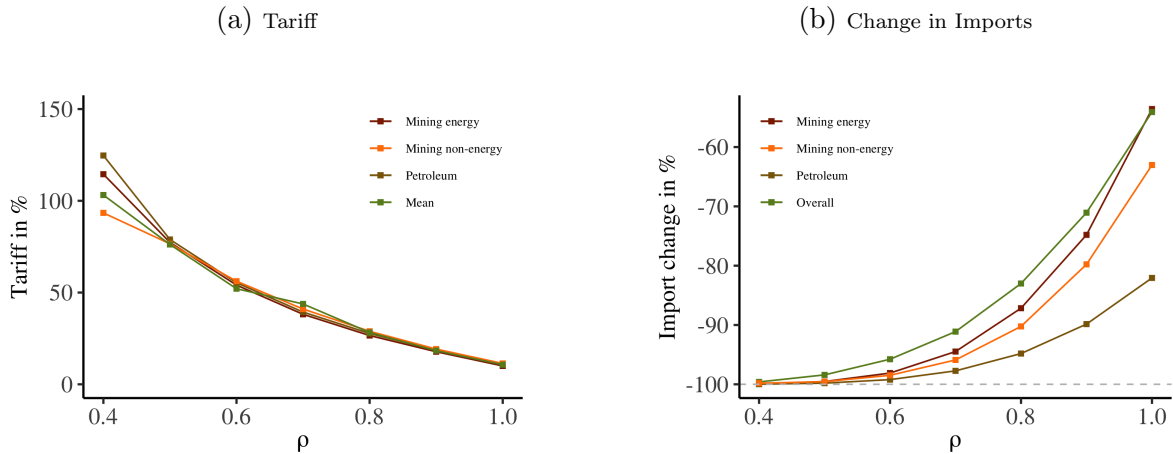 (a) Tariff
Tariff in %
150
100
50
0
Mining energy
Mining non-energy
Petroleum
Mean
0.4 0.6 0.8 1.0
ρ
(b) Change in Imports
Import change in %
-60
-70
-80
-90
-100
Mining energy
Mining non-energy
Petroleum
Overall
0.4 0.6 0.8 1.0
ρ